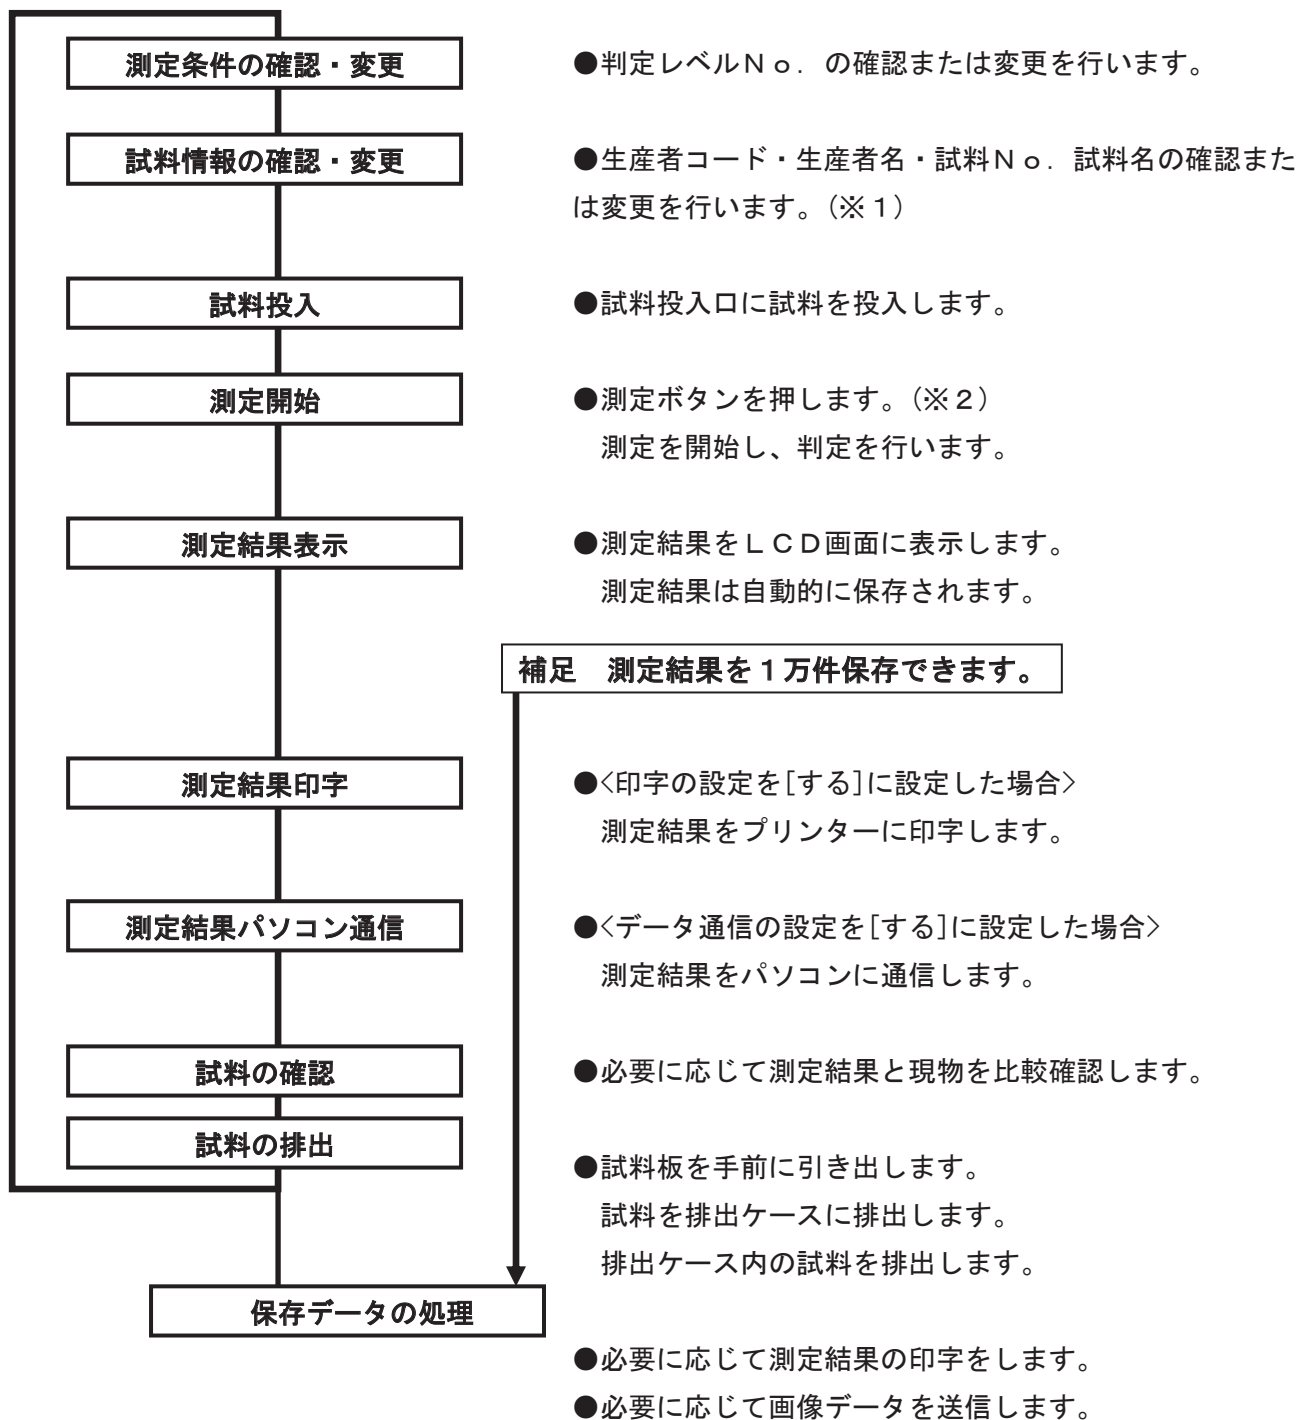 測定条件の確認・変更
●判定レベルＮｏ．の確認または変更を行います。
試料情報の確認・変更
●生産者コード・生産者名・試料Ｎｏ．試料名の確認また
は変更を行います。（※１）
試料投入
●試料投入口に試料を投入します。
測定開始
●測定ボタンを押します。（※２）
測定を開始し、判定を行います。
測定結果表示
●測定結果をＬＣＤ画面に表示します。
測定結果は自動的に保存されます。
補足　測定結果を１万件保存できます。
測定結果印字
●〈印字の設定を[する]に設定した場合〉
測定結果をプリンターに印字します。
測定結果パソコン通信
●〈データ通信の設定を[する]に設定した場合〉
測定結果をパソコンに通信します。
試料の確認
●必要に応じて測定結果と現物を比較確認します。
試料の排出
●試料板を手前に引き出します。
試料を排出ケースに排出します。
排出ケース内の試料を排出します。
保存データの処理
●必要に応じて測定結果の印字をします。
●必要に応じて画像データを送信します。